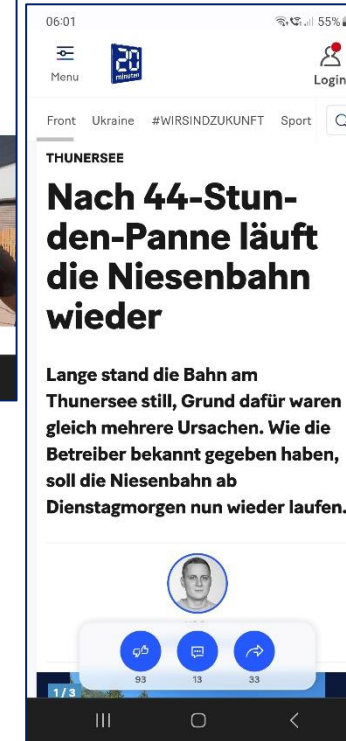 06:01 55%
20
minuten
Menu
Login
Front Ukraine #WIRSINDZUKUNFT Sport
THUNERSEE
Nach 44-Stun-
den-Panne läuft
die Niesenbahn
wieder
Lange stand die Bahn am
Thunersee still, Grund dafür waren
gleich mehrere Ursachen. Wie die
Betreiber bekannt gegeben haben,
soll die Niesenbahn ab
Dienstagmorgen nun wieder laufen.
93 13 33
1/3